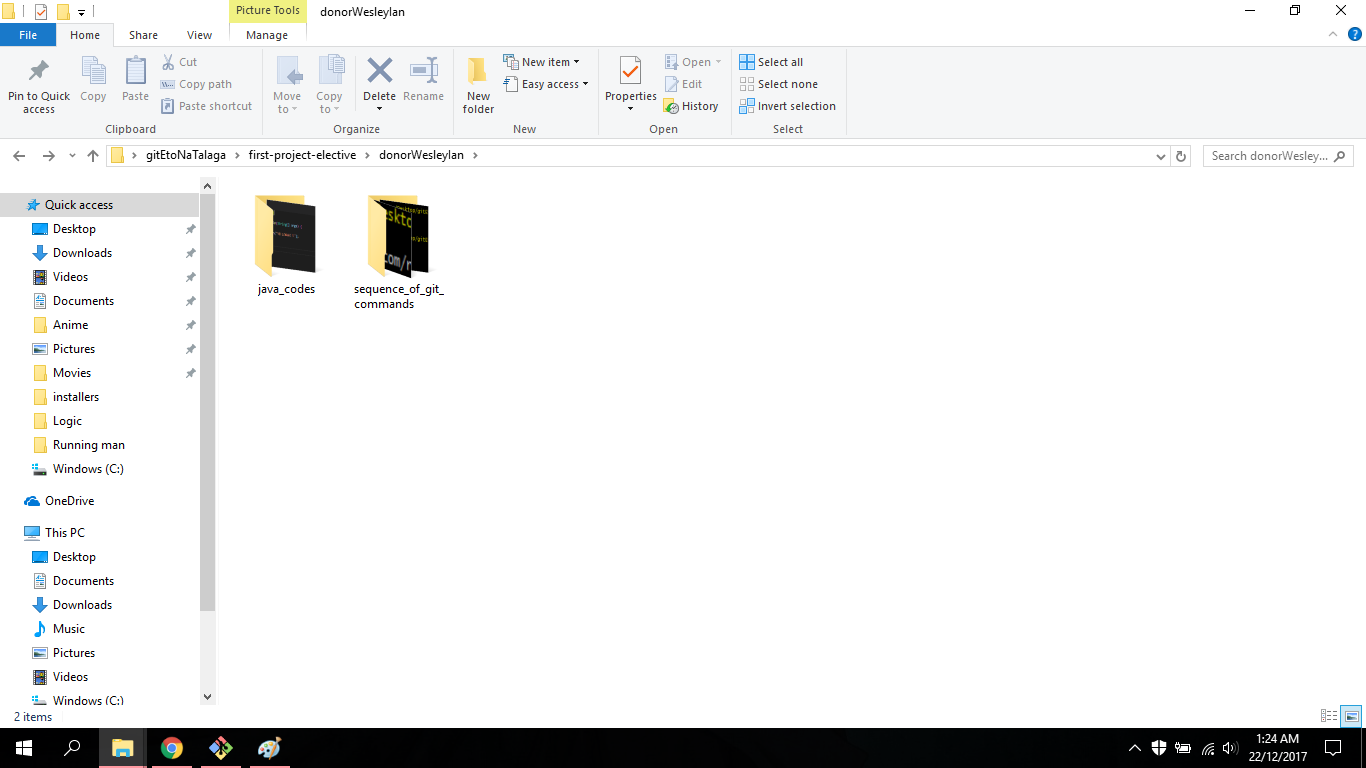 Picture Tools
donorWesleyIan
File
Home
Share
View
Manage
Pin to Quick
access
Copy
Paste
Cut
Copy path
Paste shortcut
Clipboard
Move
to
Copy
to
Delete
Rename
Organize
New
folder
New item
Easy access
New
Properties
Open
Edit
History
Open
Select all
Select none
Invert selection
Select
gitEtoNaTalaga > first-project-elective > donorWesleyIan >
Search donorWesley...
Quick access
Desktop
Downloads
Videos
Documents
Anime
Pictures
Movies
installers
Logic
Running man
Windows (C:)
OneDrive
This PC
Desktop
Documents
Downloads
Music
Pictures
Videos
Windows (C:)
java_codes
sequence_of_git_
commands
2 items
1:24 AM
22/12/2017